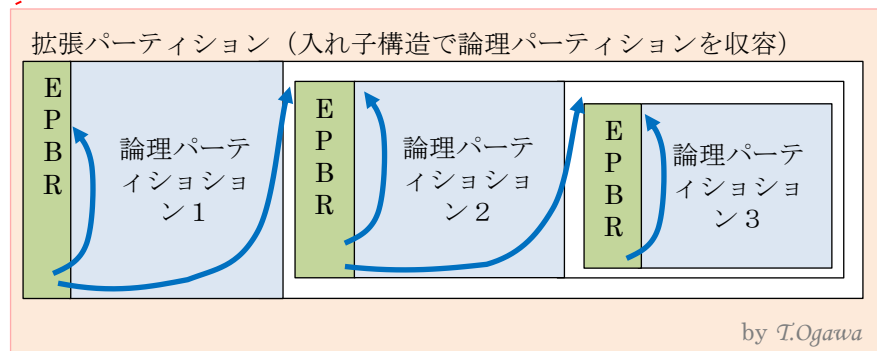 拡張パーティション（入れ子構造で論理パーティションを収容）
E
P
B
R
論理パーテ
ィショショ
ン１
E
P
B
R
論理パーテ
ィショショ
ン２
E
P
B
R
論理パーテ
ィショショ
ン３
by T.Ogawa